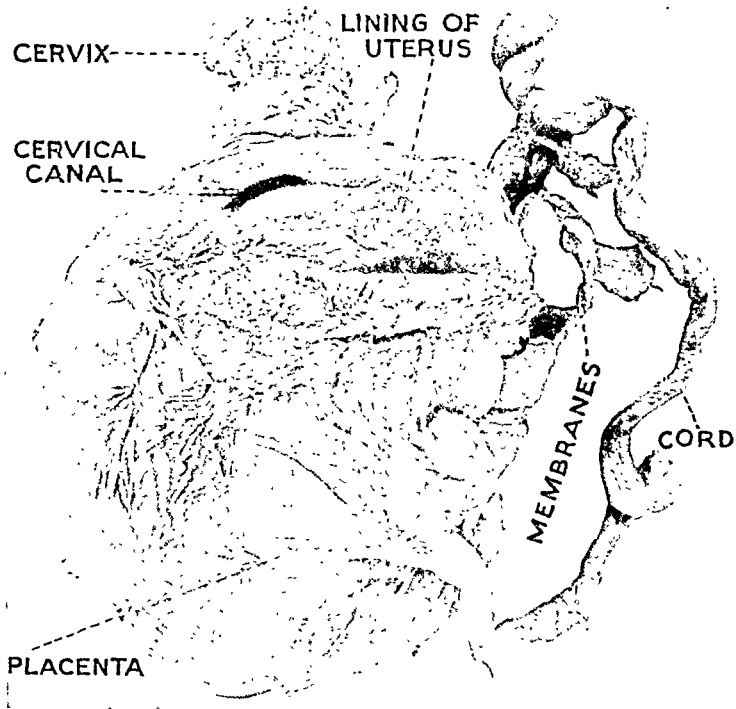 LINING OF
UTERUS
CERVIX
CERVICAL
CANAL
MEMBRANES
CORD
PLACENTA